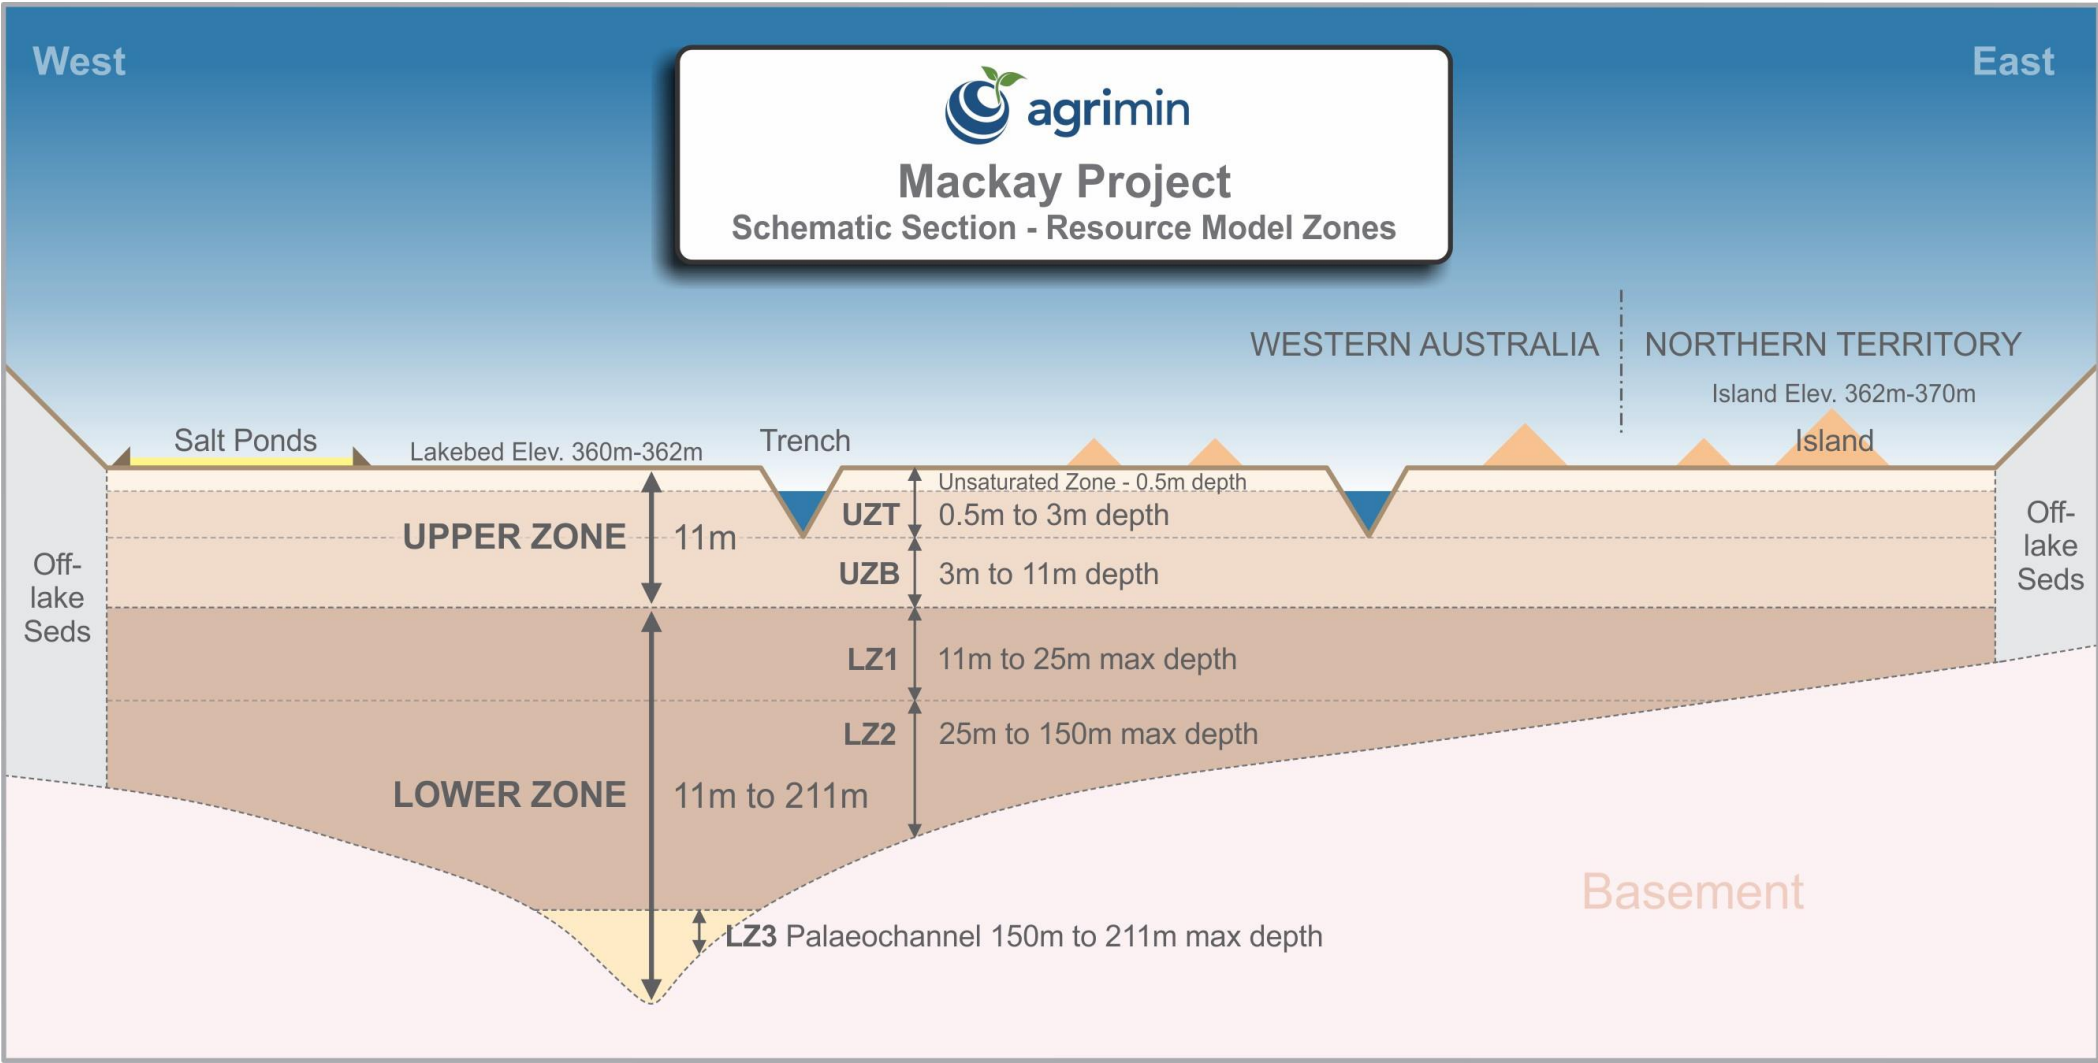 West
East
agrimin
Mackay Project
Schematic Section - Resource Model Zones
WESTERN AUSTRALIA
NORTHERN TERRITORY
Island Elev. 362m-370m
Salt Ponds
Lakebed Elev. 360m-362m
Trench
Island
Unsaturated Zone - 0.5m depth
UZT 0.5m to 3m depth
UPPER ZONE 11m
UZB 3m to 11m depth
Off-
lake
Seds
Off-
lake
Seds
LZ1 11m to 25m max depth
LZ2 25m to 150m max depth
LOWER ZONE 11m to 211m
Basement
LZ3 Palaeochannel 150m to 211m max depth